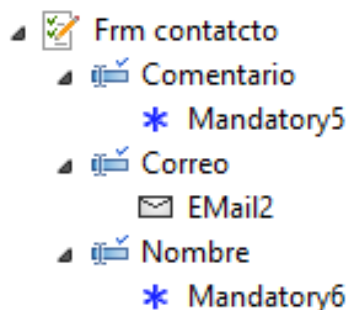 Frm contatcto
Comentario
Mandatory5
Correo
EMail2
Nombre
Mandatory6